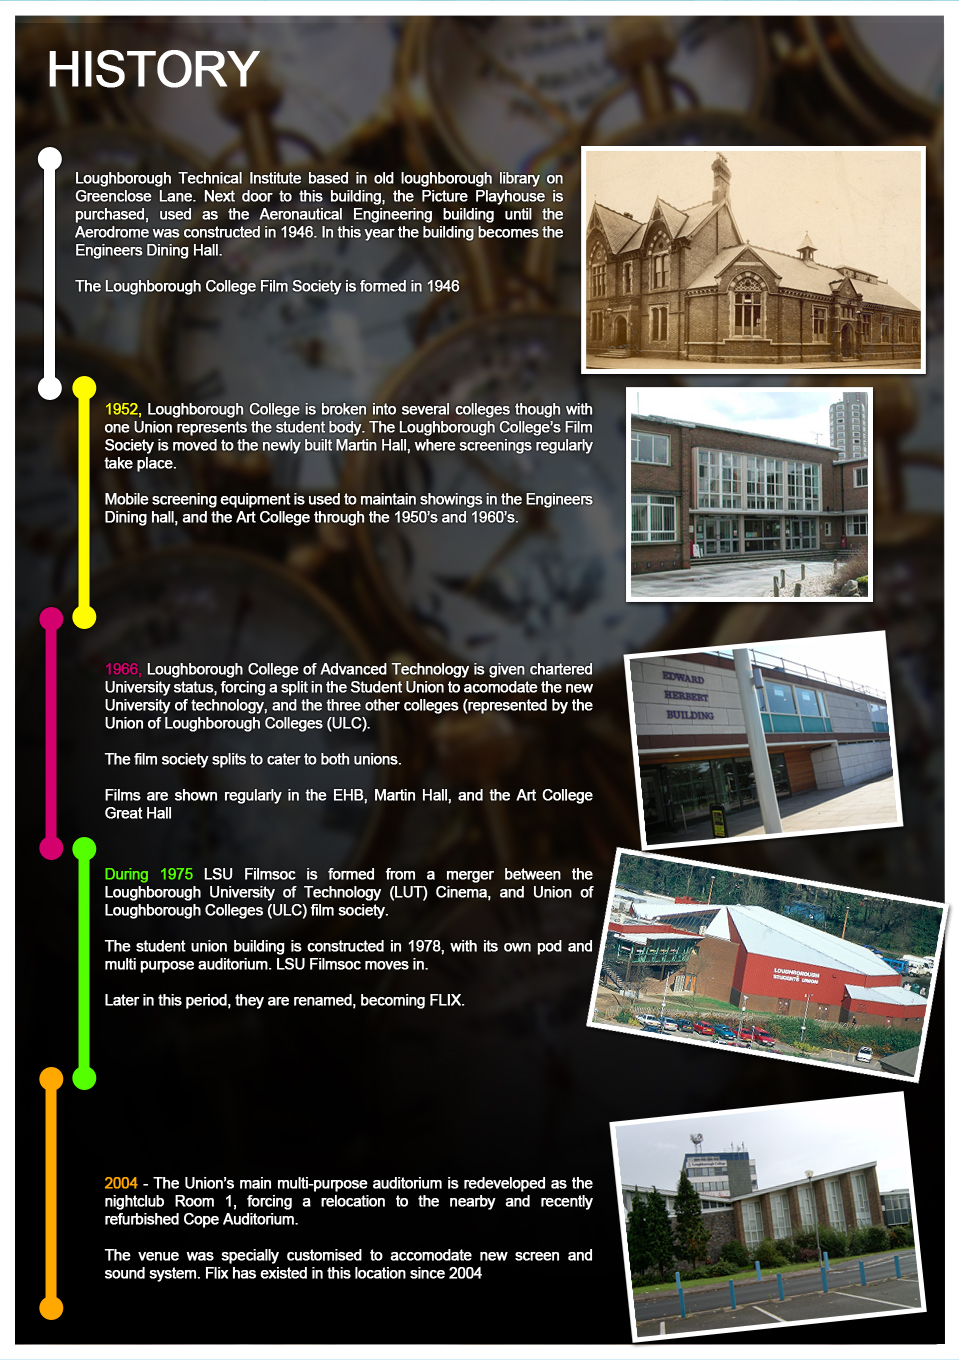 HISTORY
Loughborough Technical Institute based in old loughborough library on
Greenclose Lane. Next door to this building, the Picture Playhouse is
purchased, used as the Aeronautical Engineering building until the
Aerodrome was constructed in 1946. In this year the building becomes the
Engineers Dining Hall.
The Loughborough College Film Society is formed in 1946
1952, Loughborough College is broken into several colleges though with
one Union represents the student body. The Loughborough College's Film
Society is moved to the newly built Martin Hall, where screenings regularly
take place.
Mobile screening equipment is used to maintain showings in the Engineers
Dining hall, and the Art College through the 1950's and 1960's.
1966, Loughborough College of Advanced Technology is given chartered
University status, forcing a split in the Student Union to acomodate the new
University of technology, and the three other colleges (represented by the
Union of Loughborough Colleges (ULC).
The film society splits to cater to both unions.
Films are shown regularly in the EHB, Martin Hall, and the Art College
Great Hall
EDWARD
HERBERT
BUILDING
During 1975 LSU Filmsoc is formed from a merger between the
Loughborough University of Technology (LUT) Cinema, and Union of
Loughborough Colleges (ULC) film society.
The student union building is constructed in 1978, with its own pod and
multi purpose auditorium. LSU Filmsoc moves in.
Later in this period, they are renamed, becoming FLIX.
LOUGHBOROUGH
STUDENTS UNION
2004 - The Union's main multi-purpose auditorium is redeveloped as the
nightclub Room 1, forcing a relocation to the nearby and recently
refurbished Cope Auditorium.
The venue was specially customised to accomodate new screen and
sound system. Flix has existed in this location since 2004
Loughborough College